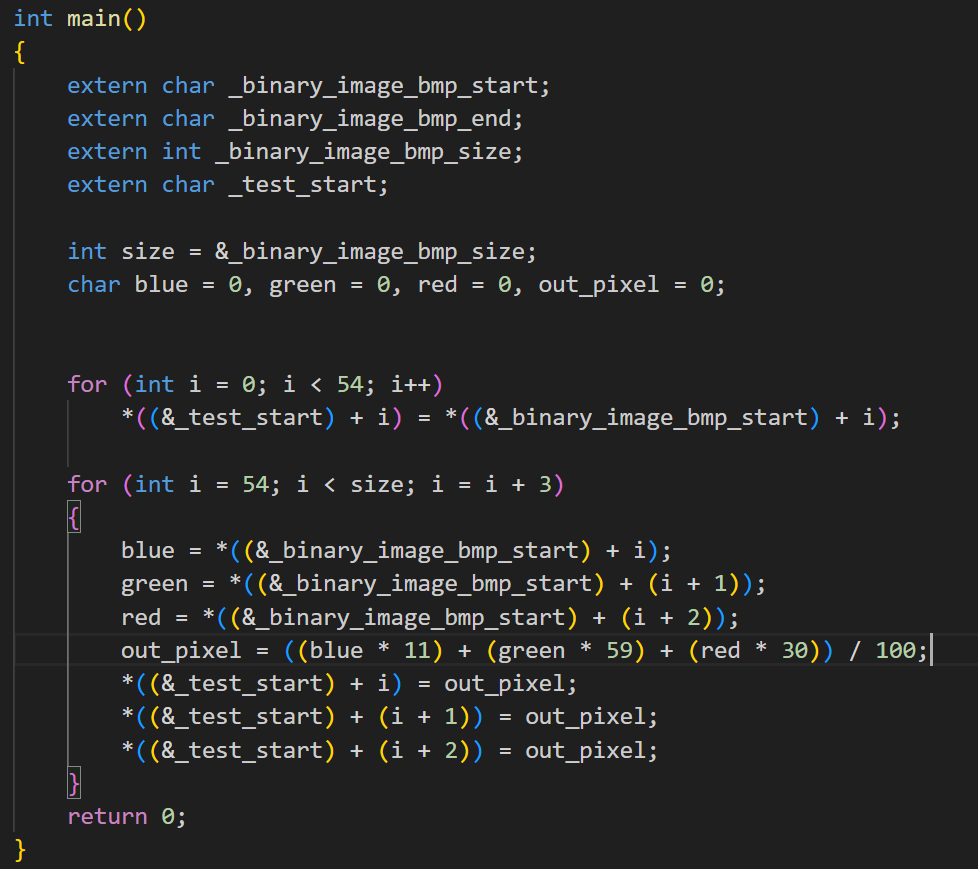 int main()
{
    extern char _binary_image_bmp_start;
    extern char _binary_image_bmp_end;
    extern int _binary_image_bmp_size;
    extern char _test_start;

    int size = &_binary_image_bmp_size;
    char blue = 0, green = 0, red = 0, out_pixel = 0;


    for (int i = 0; i < 54; i++)
        *((&_test_start) + i) = *((&_binary_image_bmp_start) + i);

    for (int i = 54; i < size; i = i + 3)
    {
        blue = *((&_binary_image_bmp_start) + i);
        green = *((&_binary_image_bmp_start) + (i + 1));
        red = *((&_binary_image_bmp_start) + (i + 2));
        out_pixel = ((blue * 11) + (green * 59) + (red * 30)) / 100;
        *((&_test_start) + i) = out_pixel;
        *((&_test_start) + (i + 1)) = out_pixel;
        *((&_test_start) + (i + 2)) = out_pixel;
    }
    return 0;
}